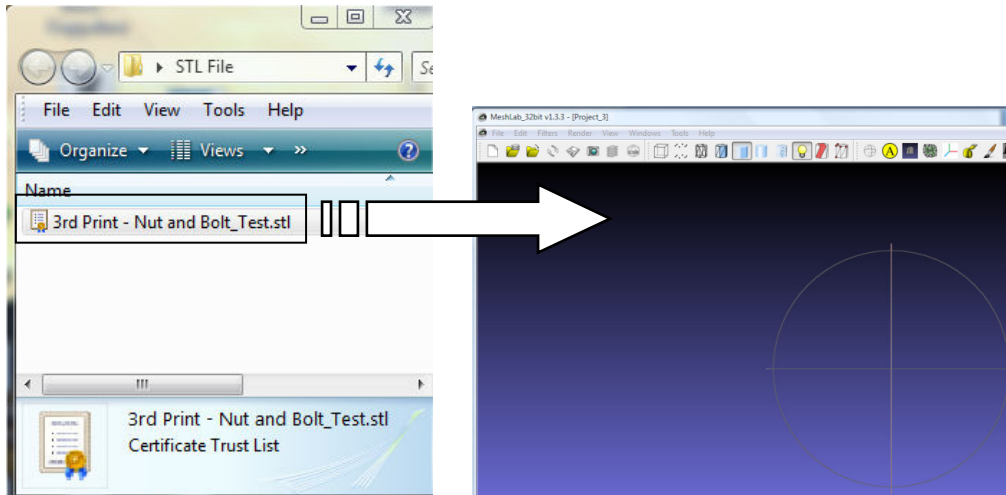 STL File
Se
File Edit View Tools Help
Organize Views »
Name
3rd Print - Nut and Bolt_Test.stl
3rd Print - Nut and Bolt_Test.stl
Certificate Trust List
MeshLab_32bit v1.3.3 - [Project_3]
File Edit Filters Render View Windows Tools Help
A